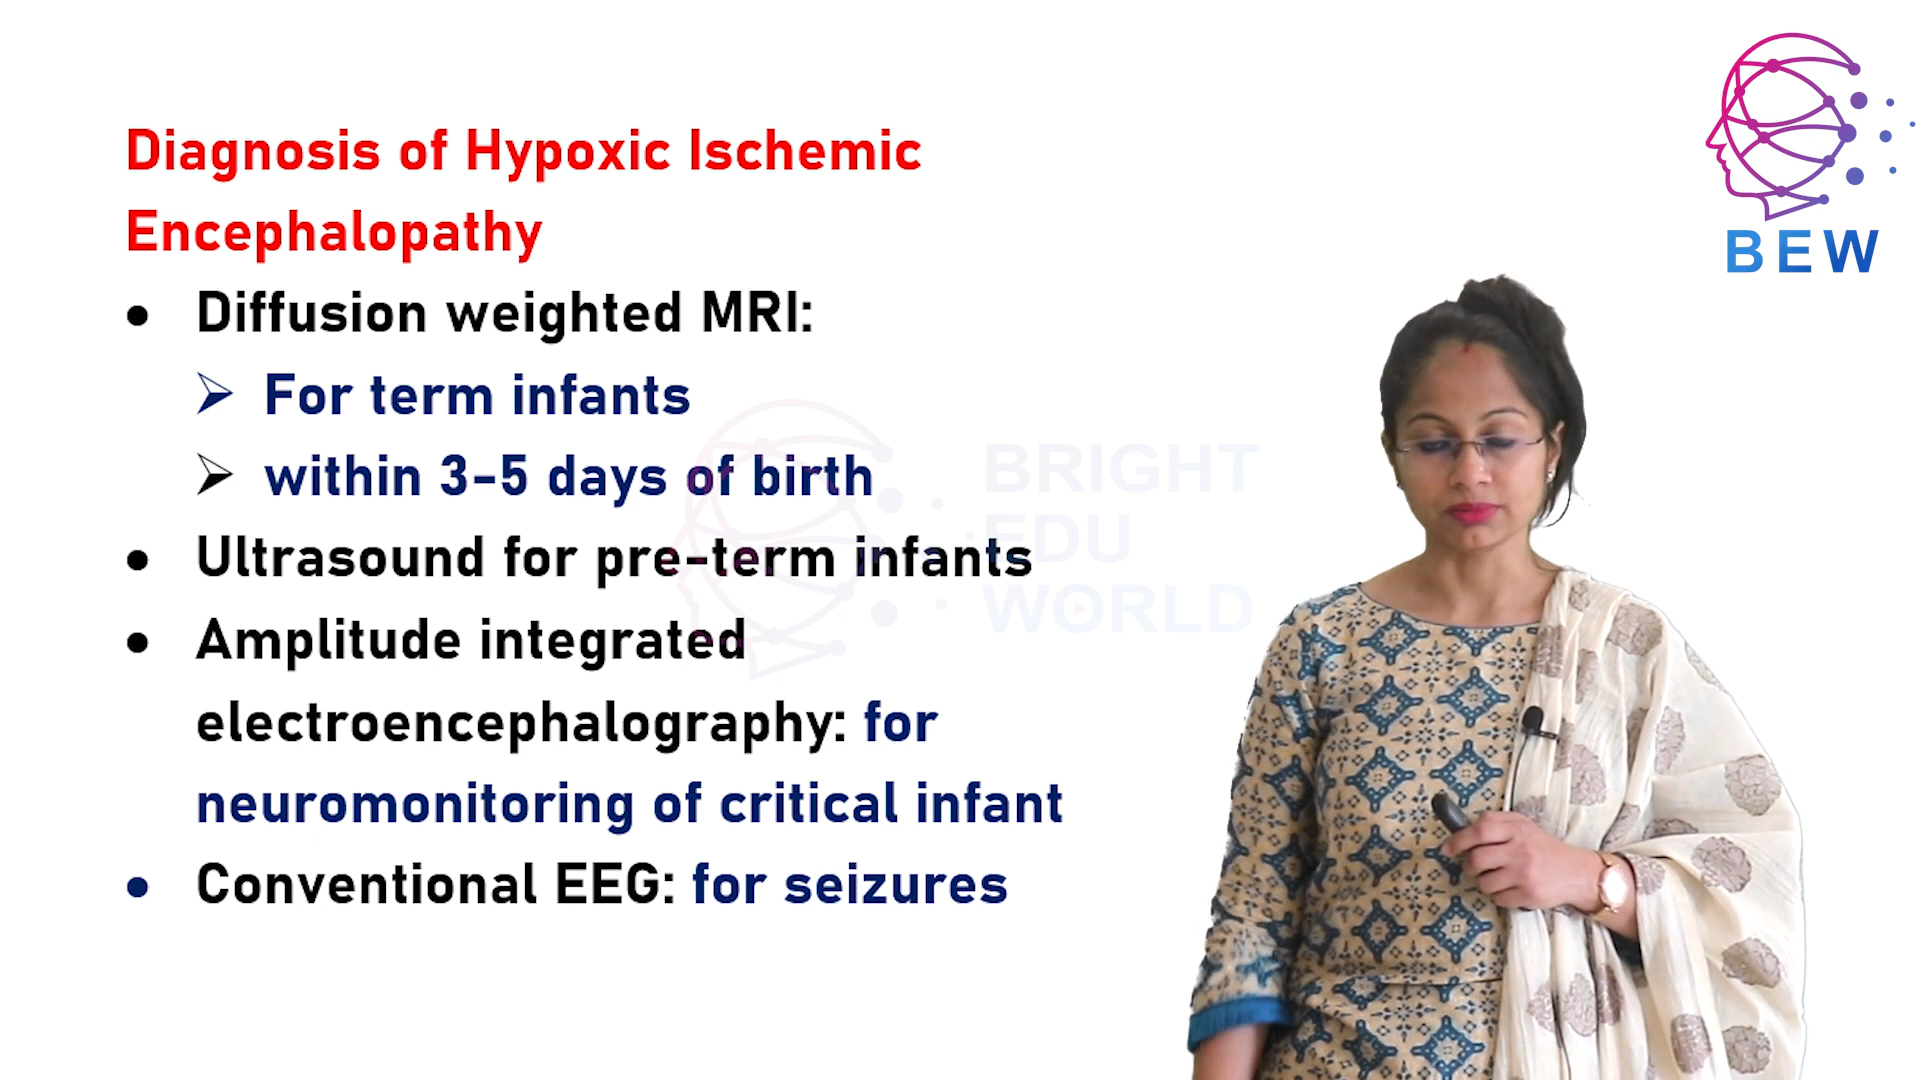 Diagnosis of Hypoxic Ischemic
Encephalopathy
• Diffusion weighted MRI:
➢ For term infants
➢ within 3-5 days of birth
• Ultrasound for pre-term infants
• Amplitude integrated
electroencephalography: for
neuromonitoring of critical infant
• Conventional EEG: for seizures
BEW
BRIGHT
EDU
WORLD